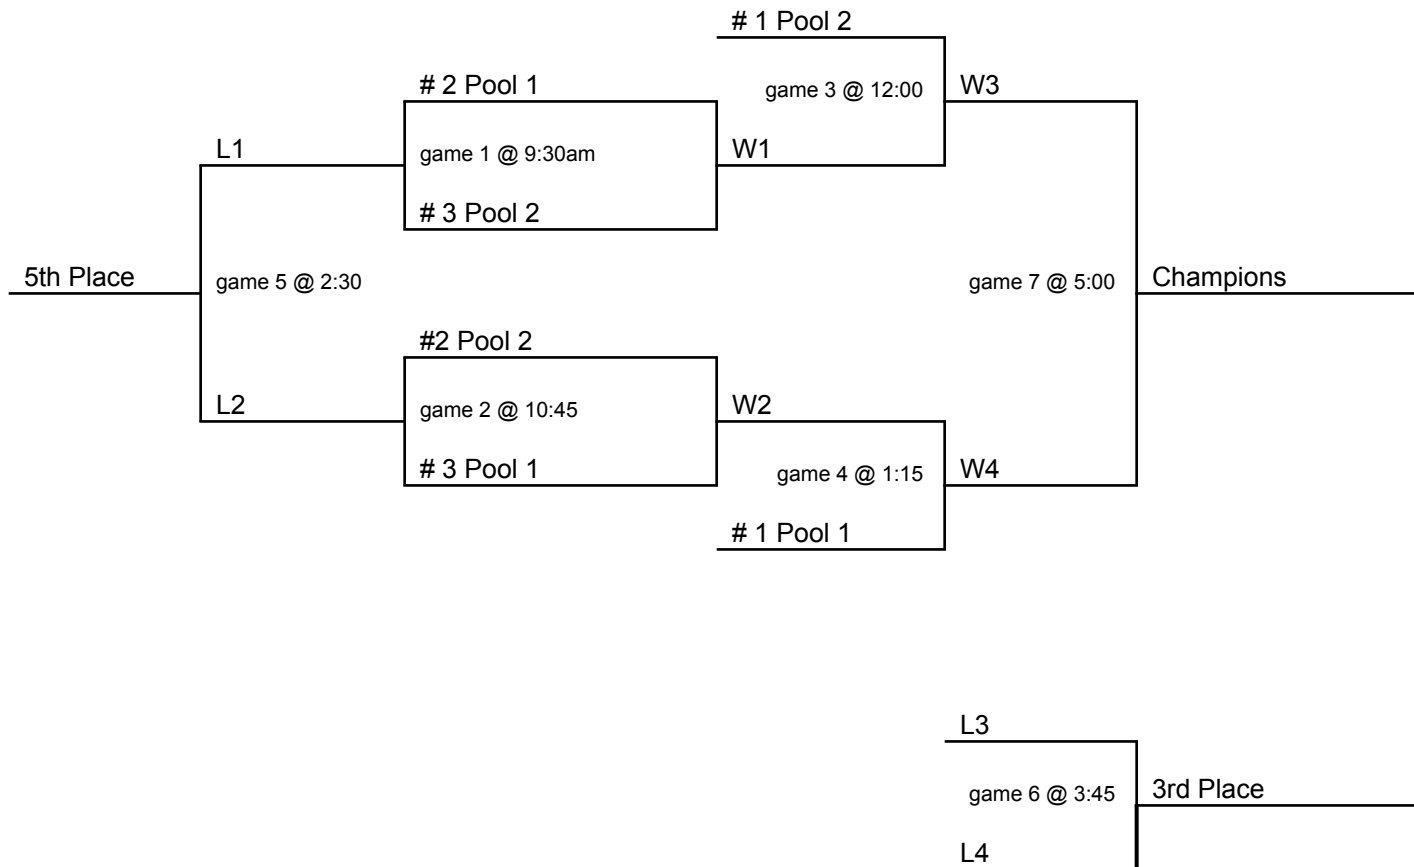 # 1 Pool 2
# 2 Pool 1
game 3 @ 12:00
W3
L1
game 1 @ 9:30am
W1
# 3 Pool 2
5th Place
game 5 @ 2:30
game 7 @ 5:00
Champions
#2 Pool 2
L2
game 2 @ 10:45
W2
# 3 Pool 1
game 4 @ 1:15
W4
# 1 Pool 1
L3
game 6 @ 3:45
3rd Place
L4